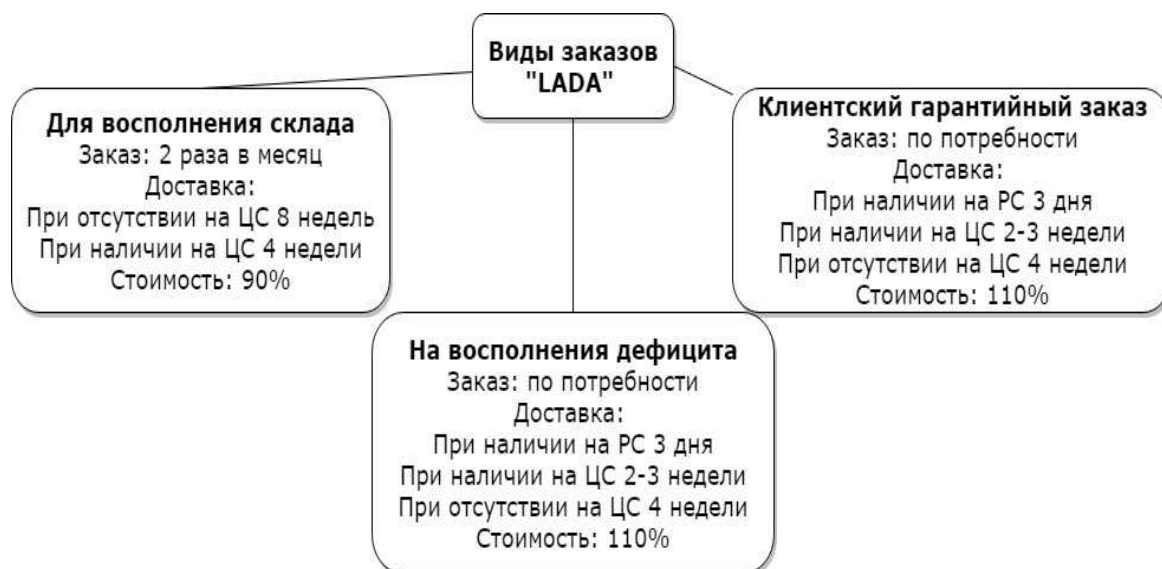 Виды заказов
"LADA"
Для восполнения склада
Заказ: 2 раза в месяц
Доставка:
При отсутствии на ЦС 8 недель
При наличии на ЦС 4 недели
Стоимость: 90%
Клиентский гарантийный заказ
Заказ: по потребности
Доставка:
При наличии на РС 3 дня
При наличии на ЦС 2-3 недели
При отсутствии на ЦС 4 недели
Стоимость: 110%
На восполнения дефицита
Заказ: по потребности
Доставка:
При наличии на РС 3 дня
При наличии на ЦС 2-3 недели
При отсутствии на ЦС 4 недели
Стоимость: 110%